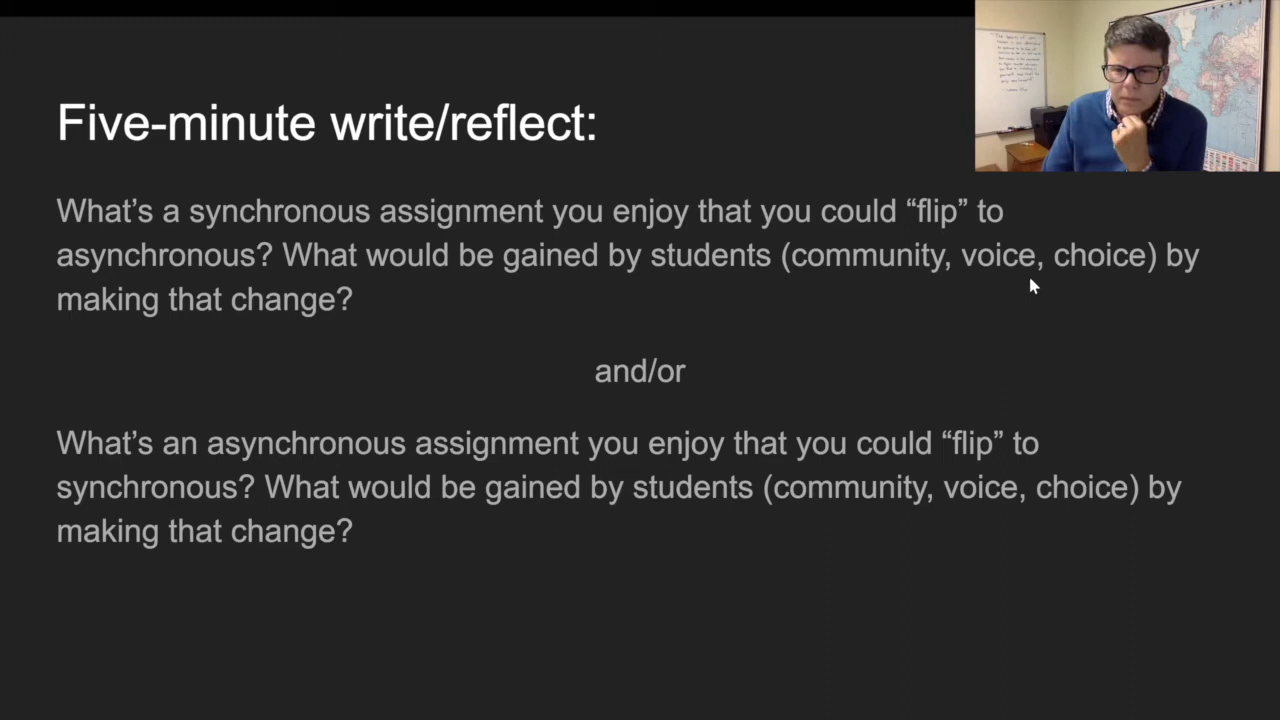 Five-minute write/reflect:
What's a synchronous assignment you enjoy that you could “flip” to
asynchronous? What would be gained by students (community, voice, choice) by
making that change?
and/or
What's an asynchronous assignment you enjoy that you could “flip” to
synchronous? What would be gained by students (community, voice, choice) by
making that change?